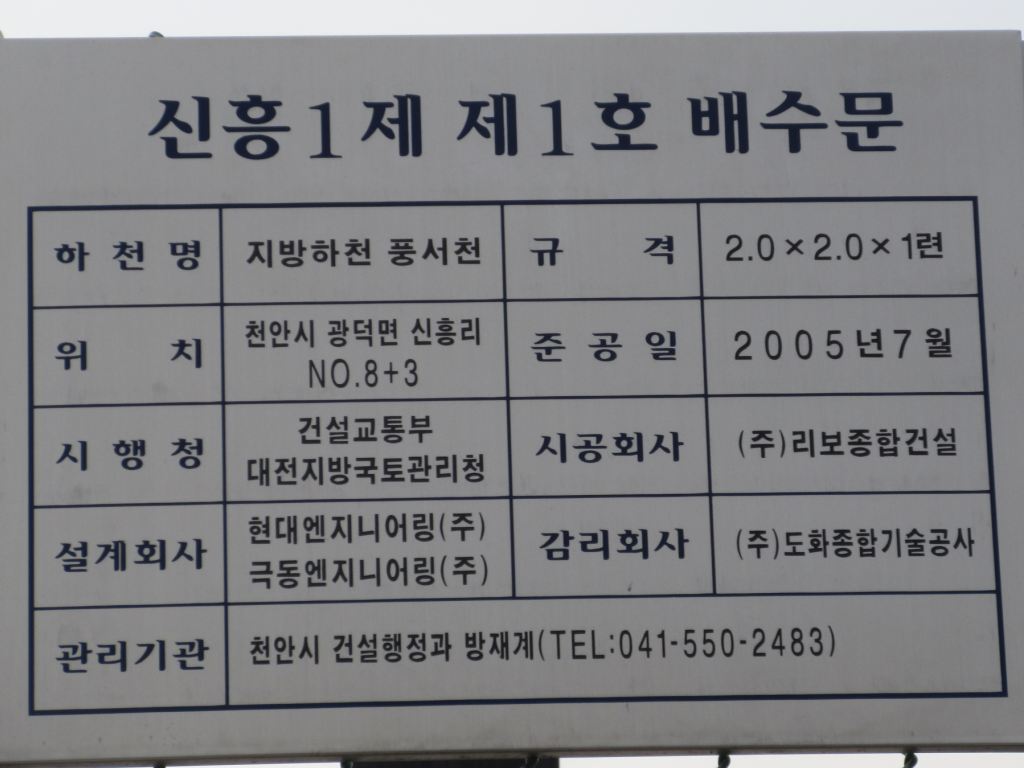 신흥1제 제1호 배수문
하천명 지방하천 풍서천 규격 2.0×2.0×1련
위치 천안시 광덕면 신흥리 NO.8+3 준공일 2005년7월
시행청 건설교통부 대전지방국토관리청 시공회사 (주)리보종합건설
설계회사 현대엔지니어링(주) 극동엔지니어링(주) 감리회사 (주)도화종합기술공사
관리기관 천안시 건설행정과 방재계(TEL:041-550-2483)